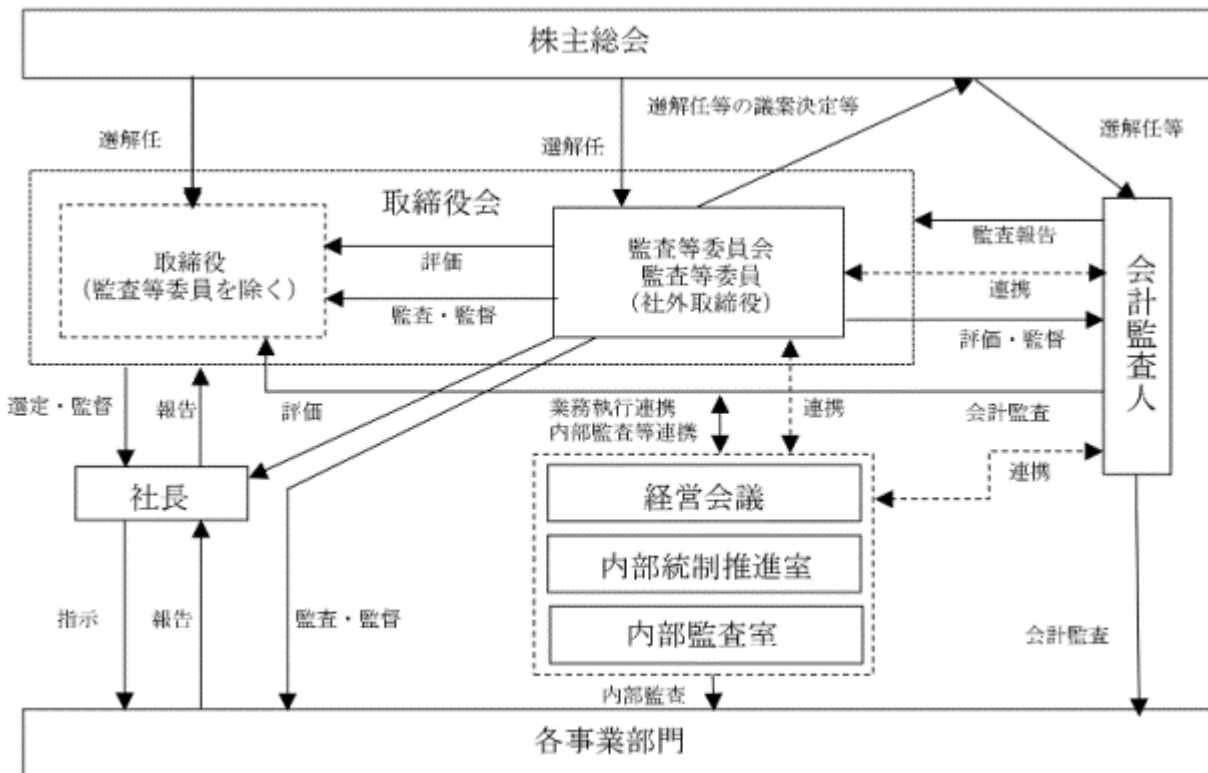 株主総会
選解任等の議案決定等
選解任
選解任
選解任等
取締役会
取締役
(監査等委員を除く)
評価
監査・監督
監査等委員会
監査等委員
(社外取締役)
監査報告
連携
評価・監督
会計監査人
選定・監督
報告
評価
業務執行連携
内部監査等連携
連携
会計監査
連携
社長
経営会議
内部統制推進室
内部監査室
指示
報告
監査・監督
会計監査
内部監査
各事業部門